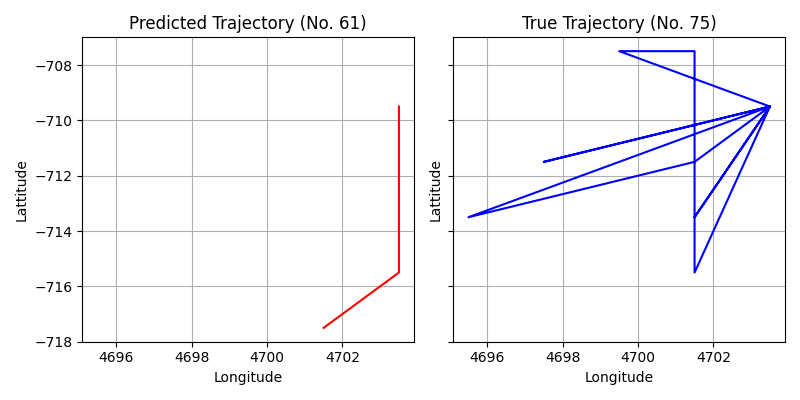 Predicted Trajectory (No. 61)
True Trajectory (No. 75)
−708
−710
−712
−714
−716
−718
4696
4698
4700
4702
4696
4698
4700
4702
Lattitude
Lattitude
Longitude
Longitude